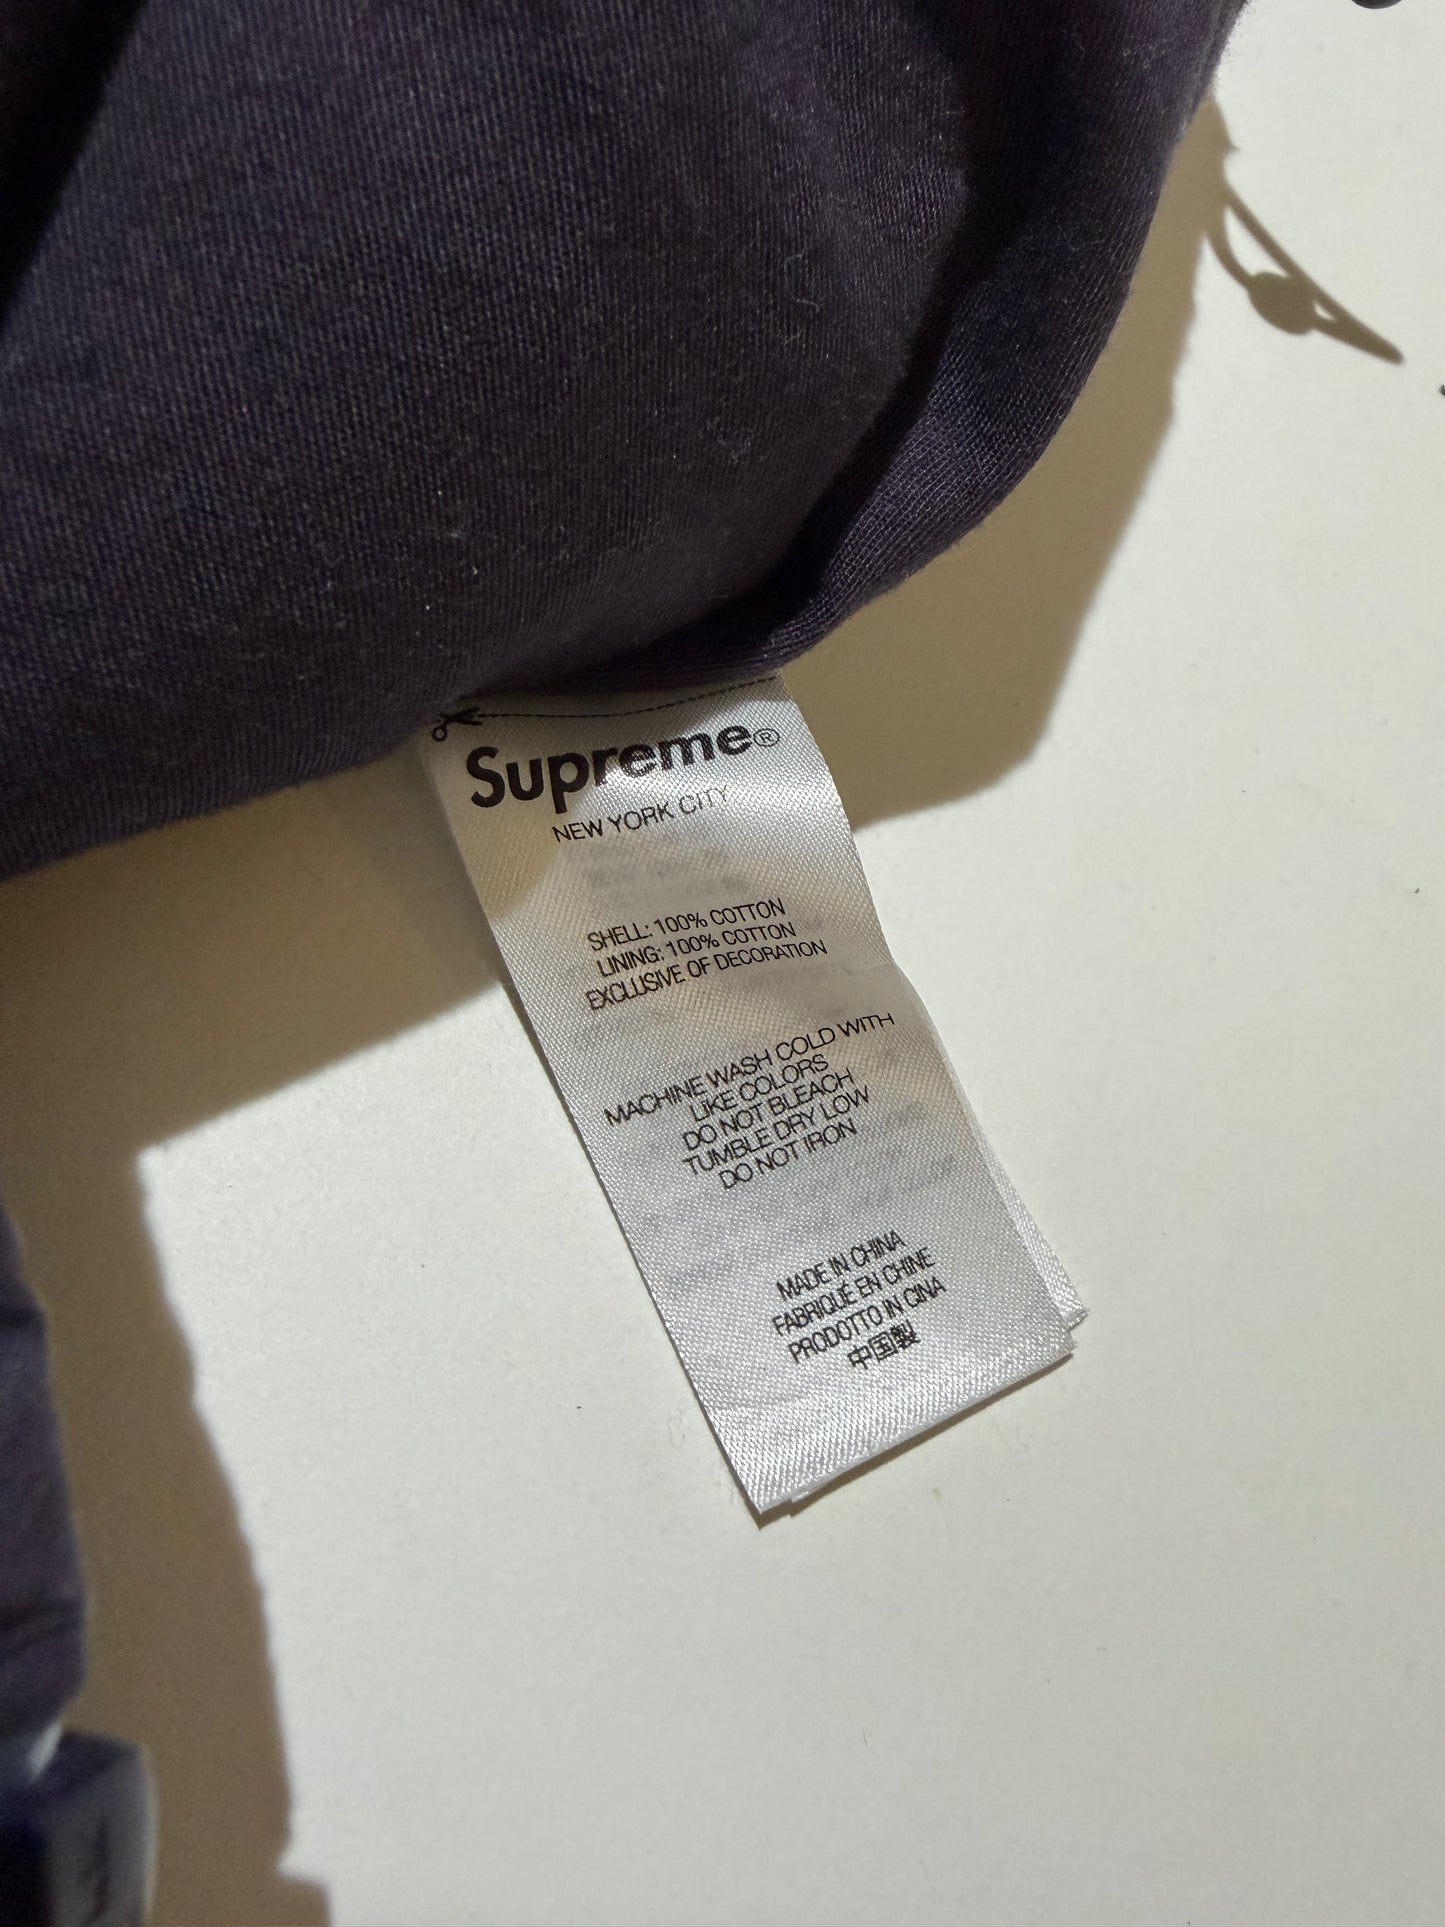 Supreme®
NEW YORK CITY
SHELL: 100% COTTON
LINING: 100% COTTON
EXCLUSIVE OF DECORATION
MACHINE WASH COLD WITH
LIKE COLORS
DO NOT BLEACH
TUMBLE DRY LOW
DO NOT IRON
MADE IN CHINA
FABRIQUÉ EN CHINE
PRODOTTO IN CINA
中国製